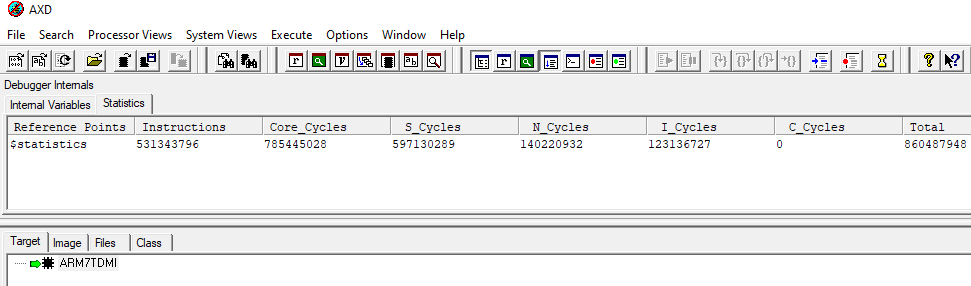 AXD
File Search Processor Views System Views Execute Options Window Help
Debugger Internals
Internal Variables Statistics
Reference Points Instructions Core_Cycles S_Cycles N_Cycles I_Cycles C_Cycles Total
$statistics 531343796 785445028 597130289 140220932 123136727 0 860487948
Target Image Files Class
ARM7TDMI